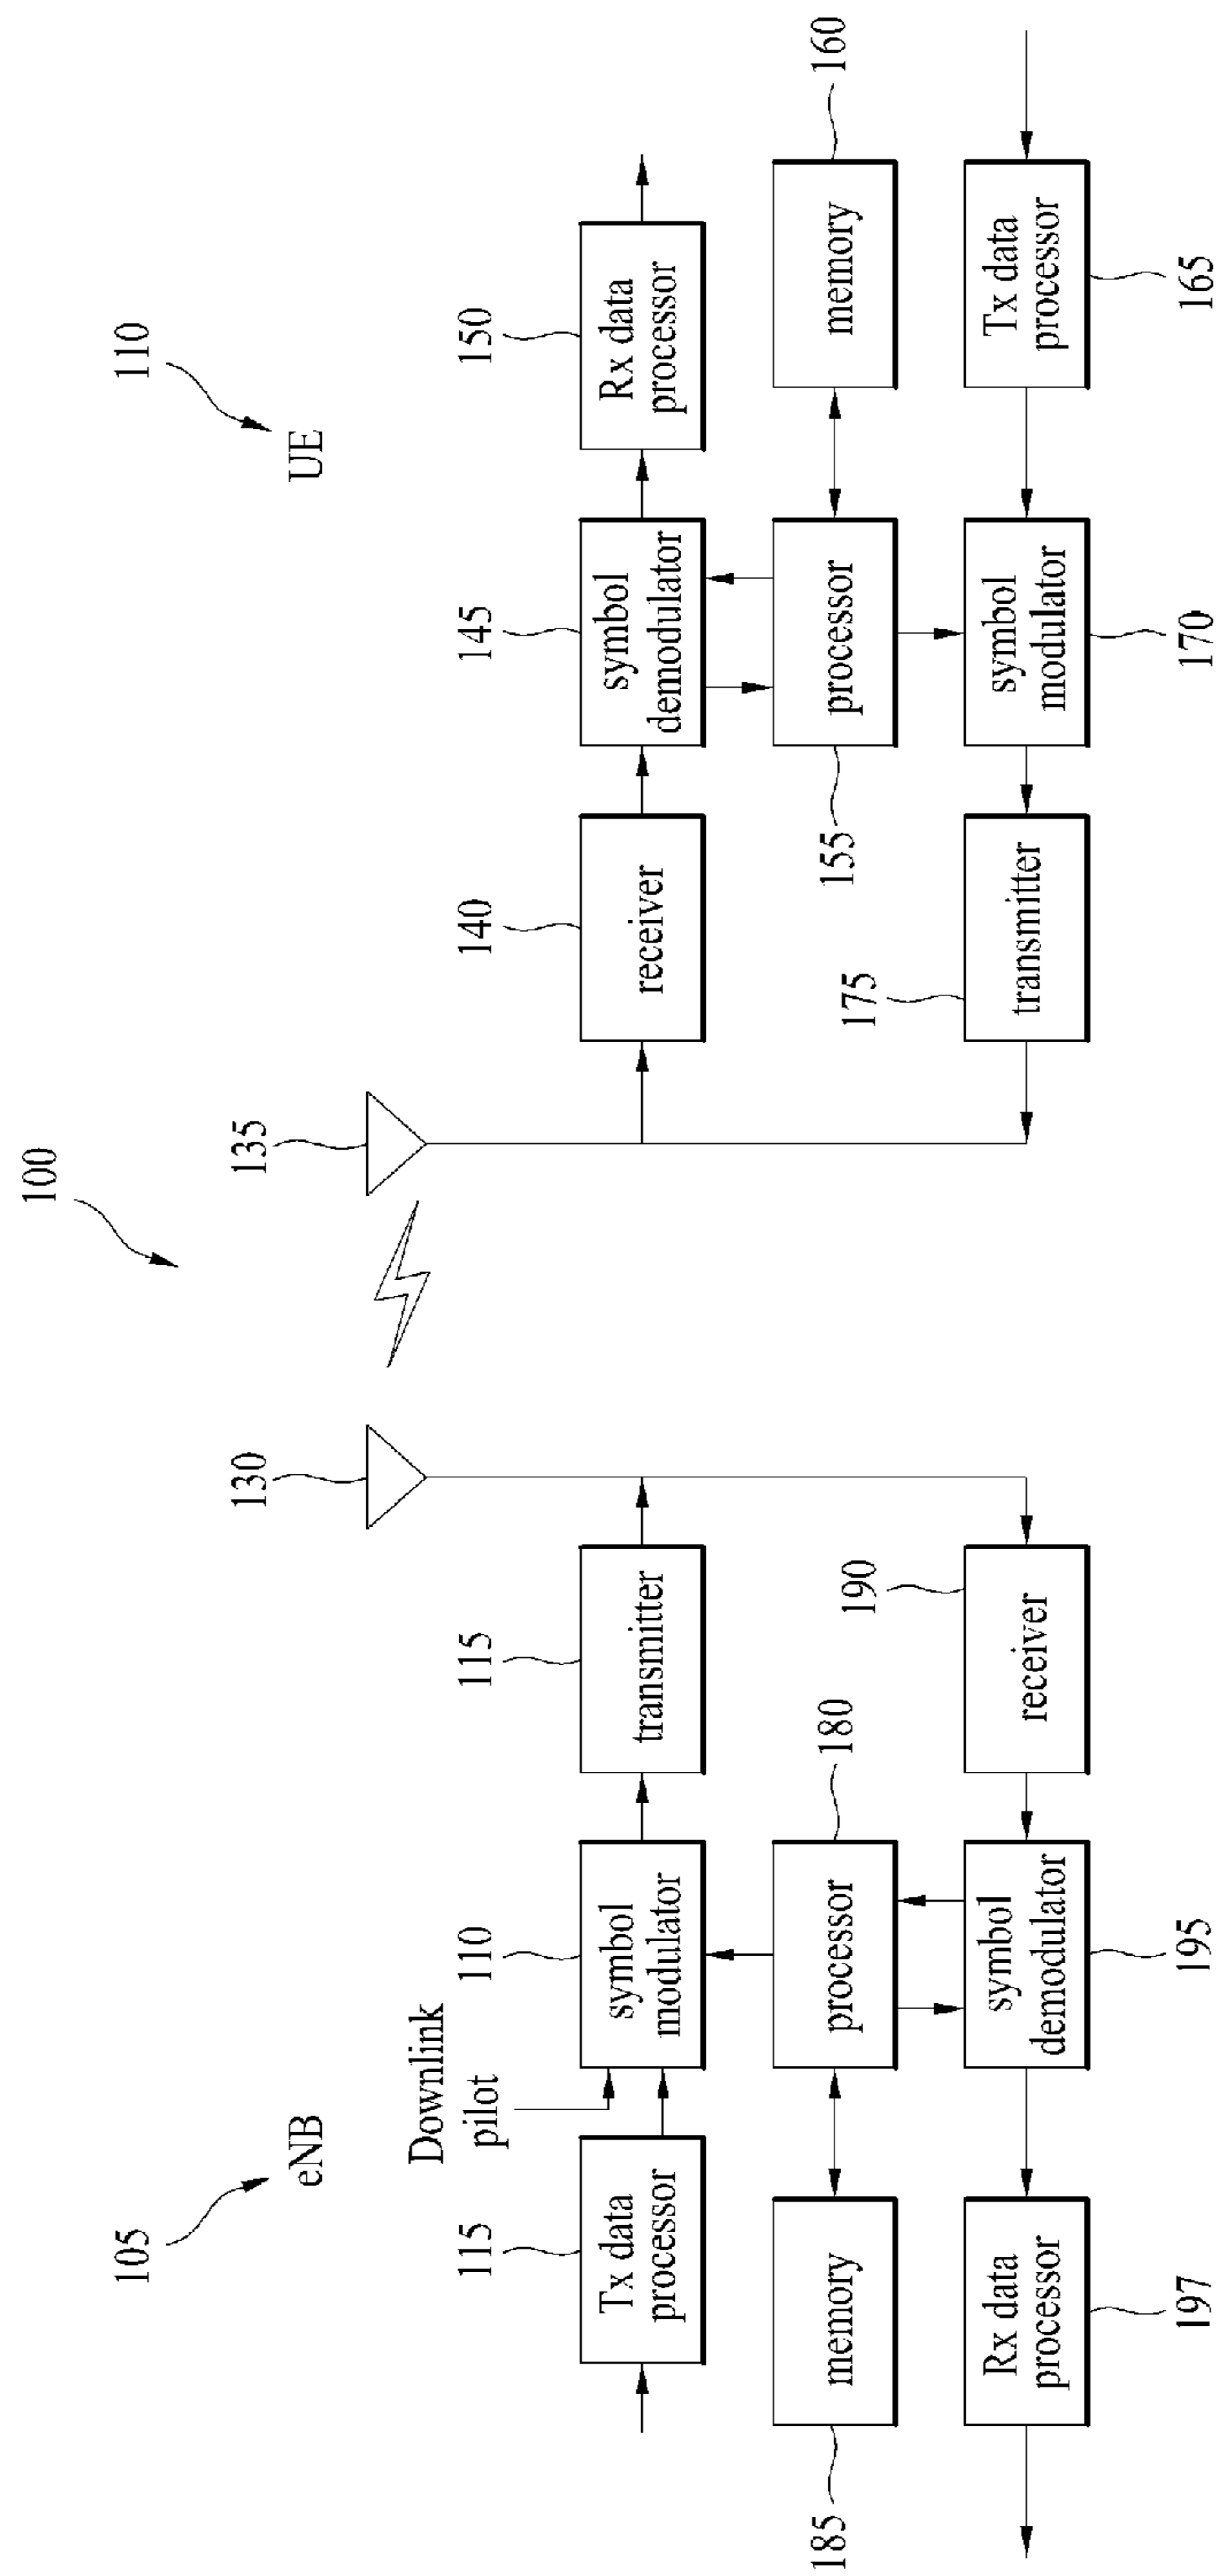 100
105
eNB
110
UE
130
135
Downlink
pilot
115
Tx data
processor
110
symbol
modulator
115
transmitter
140
receiver
145
symbol
demodulator
150
Rx data
processor
185
memory
180
processor
155
processor
160
memory
197
Rx data
processor
195
symbol
demodulator
190
receiver
175
transmitter
170
symbol
modulator
165
Tx data
processor